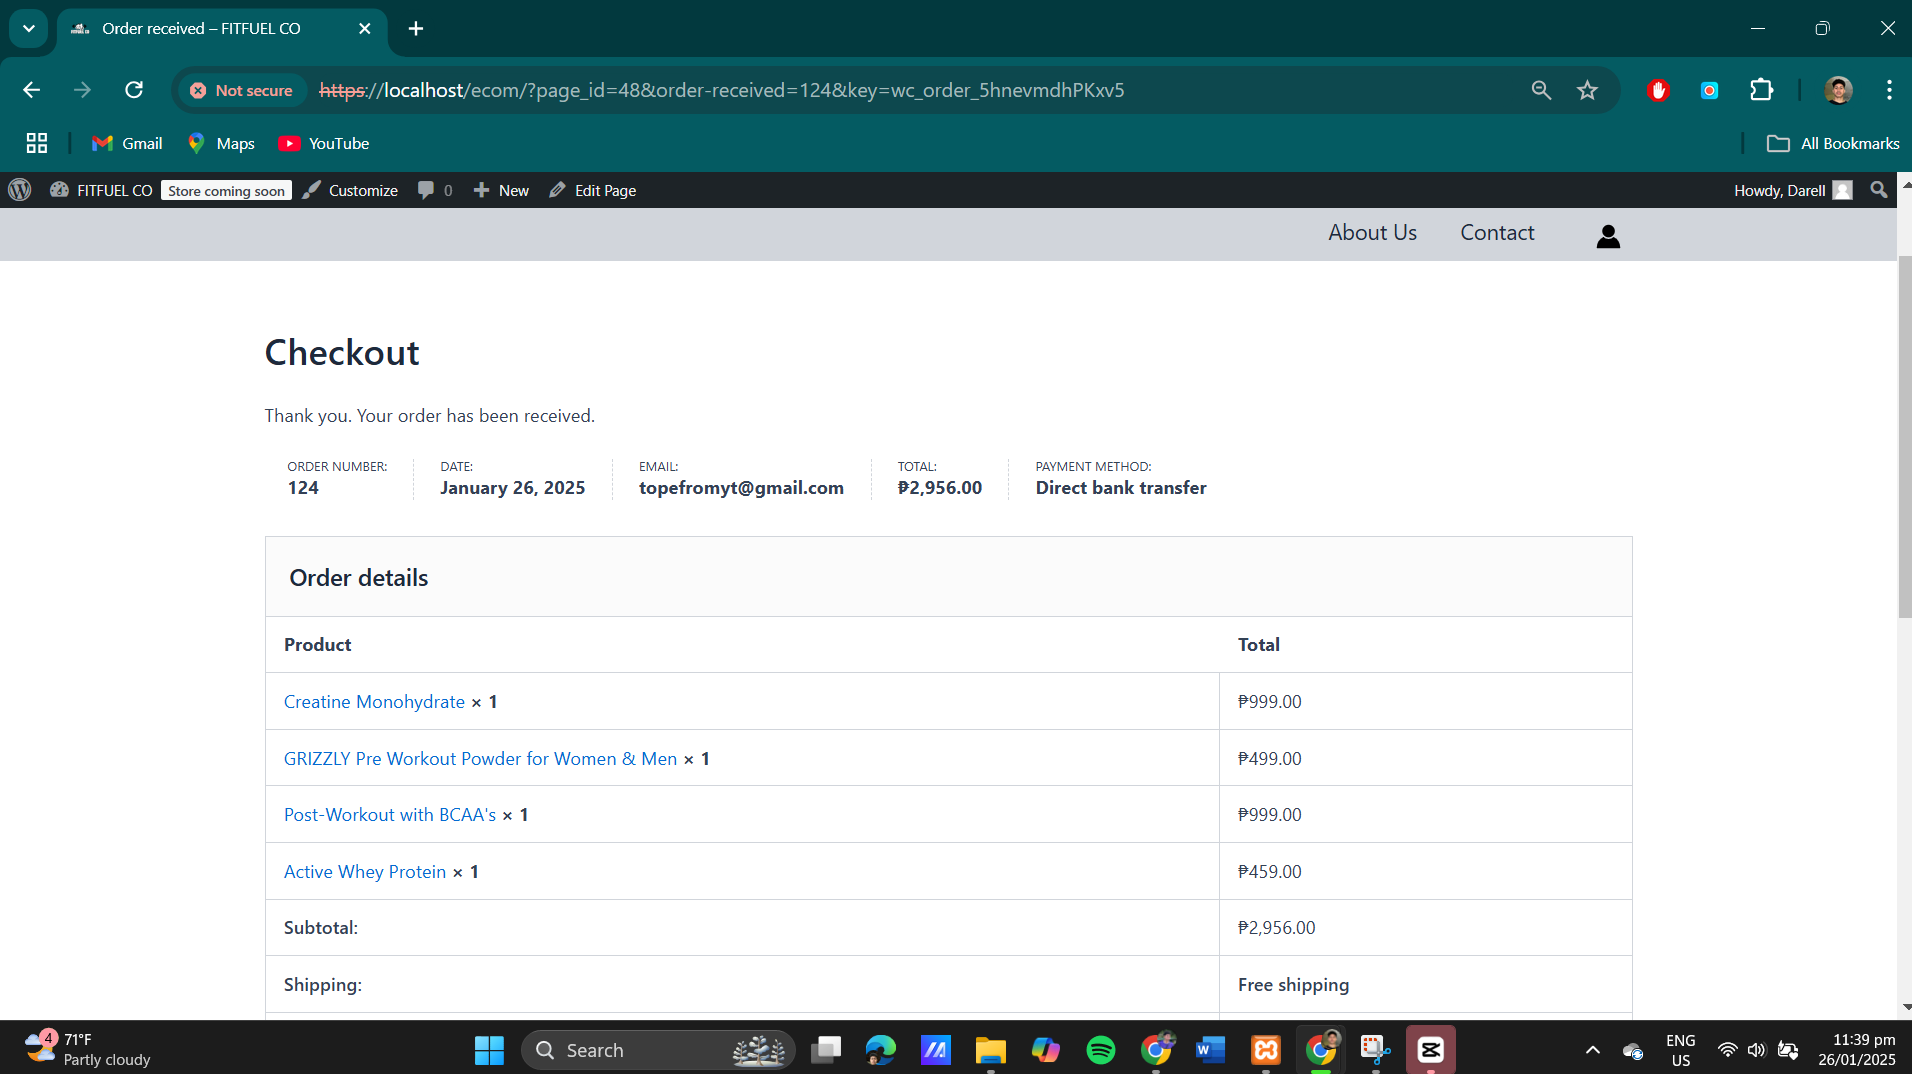 Order received – FITFUEL CO
Not secure https://localhost/ecom/?page_id=48&order-received=124&key=wc_order_5hnevmdhPKxv5
Gmail Maps YouTube All Bookmarks
FITFUEL CO Store coming soon Customize 0 New Edit Page Howdy, Darell
About Us Contact
Checkout
Thank you. Your order has been received.
ORDER NUMBER: DATE: EMAIL: TOTAL: PAYMENT METHOD:
124 January 26, 2025 topefromyt@gmail.com ₱2,956.00 Direct bank transfer
Order details
Product Total
Creatine Monohydrate × 1 ₱999.00
GRIZZLY Pre Workout Powder for Women & Men × 1 ₱499.00
Post-Workout with BCAA's × 1 ₱999.00
Active Whey Protein × 1 ₱459.00
Subtotal: ₱2,956.00
Shipping: Free shipping
4 71°F
Partly cloudy
Search
ENG
US
11:39 pm
26/01/2025